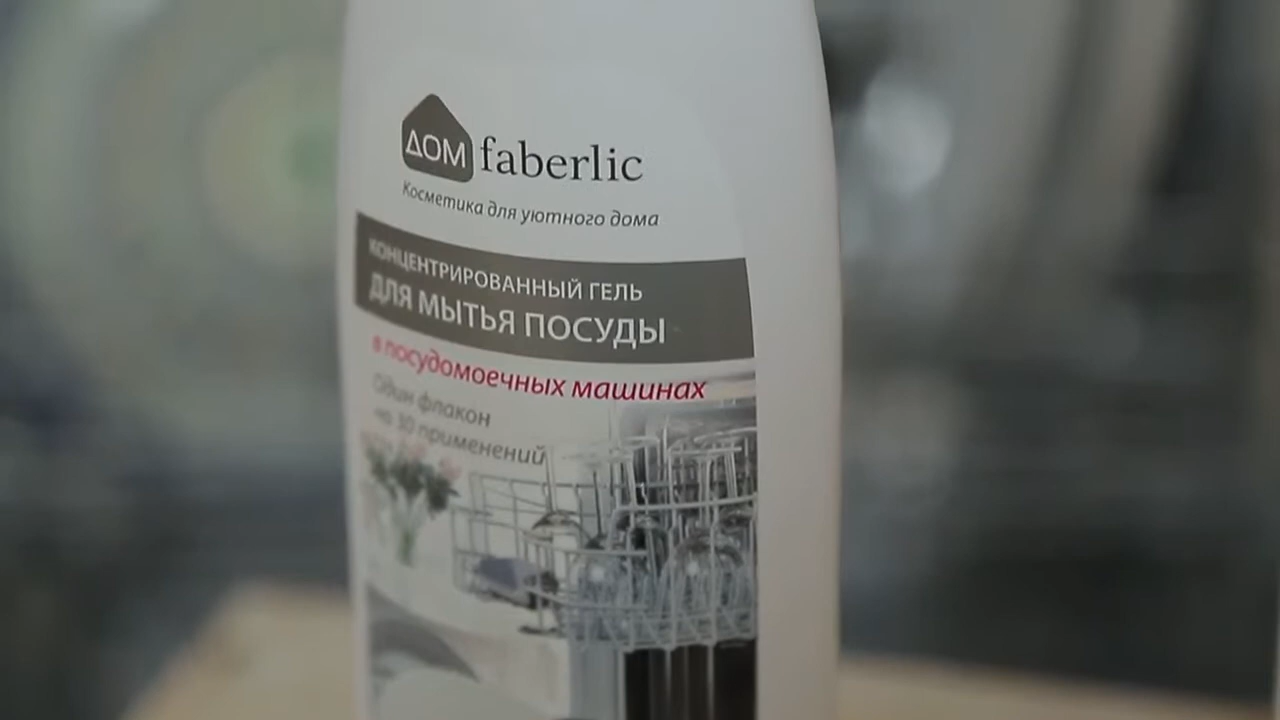 ДОМ faberlic
Косметика для уютного дома
КОНЦЕНТРИРОВАННЫЙ ГЕЛЬ
ДЛЯ МЫТЬЯ ПОСУДЫ
в посудомоечных машинах
Один флакон
на 30 применений